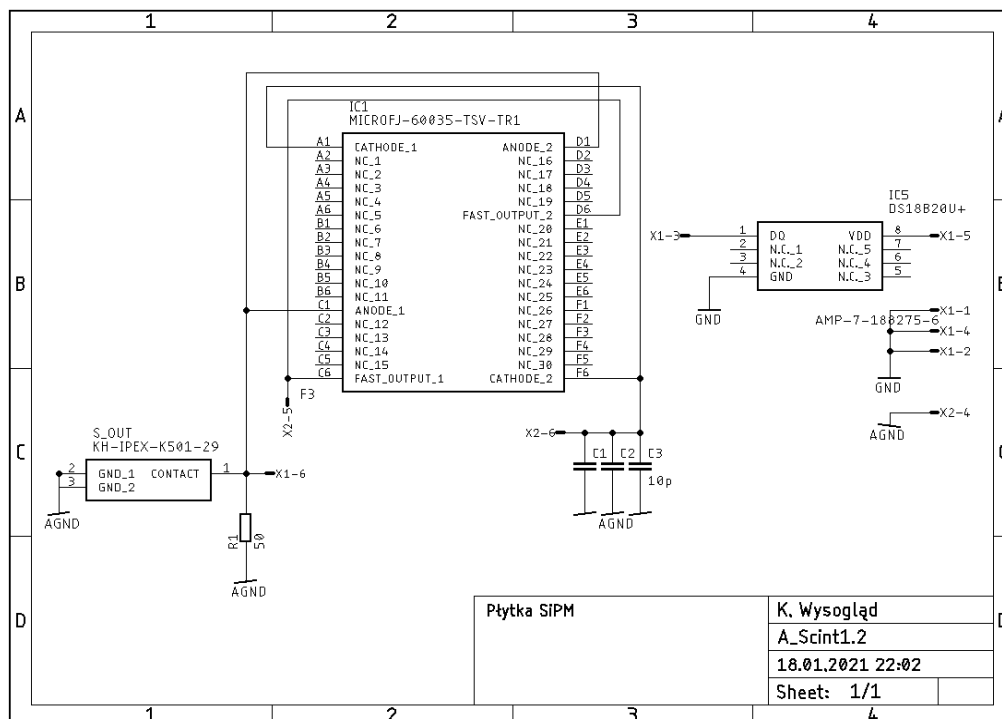 1 2 3 4
A
A
IC1
MICROFJ-60035-TSV-TR1
A1 CATHODE_1 ANODE_2 D1
A2 NC_1 NC_16 D2
A3 NC_2 NC_17 D3
A4 NC_3 NC_18 D4
A5 NC_4 NC_19 D5
A6 NC_5 FAST_OUTPUT_2 D6
B1 NC_6 NC_20 E1
B2 NC_7 NC_21 E2
B3 NC_8 NC_22 E3
B4 NC_9 NC_23 E4
B5 NC_10 NC_24 E5
B6 NC_11 NC_25 E6
C1 ANODE_1 NC_26 F1
C2 NC_12 NC_27 F2
C3 NC_13 NC_28 F3
C4 NC_14 NC_29 F4
C5 NC_15 NC_30 F5
C6 FAST_OUTPUT_1 CATHODE_2 F6
F3
X2-5
IC5
DS18B20U+
X1-3 1 DQ VDD 8 X1-5
2 N.C._1 N.C._5 7
3 N.C._2 N.C._4 6
4 GND N.C._3 5
B
B
GND
X1-1
AMP-7-188275-6
X1-4
X1-2
GND
X2-4
AGND
C
C
S_OUT
KH-IPEX-K501-29
2 GND_1 CONTACT 1 X1-6
3 GND_2
AGND
X2-6
C1 C2 C3
10p
AGND
R1
50
AGND
D
D
Płytka SiPM
K. Wysogląd
A_Scint1.2
18.01.2021 22:02
Sheet: 1/1
1 2 3 4